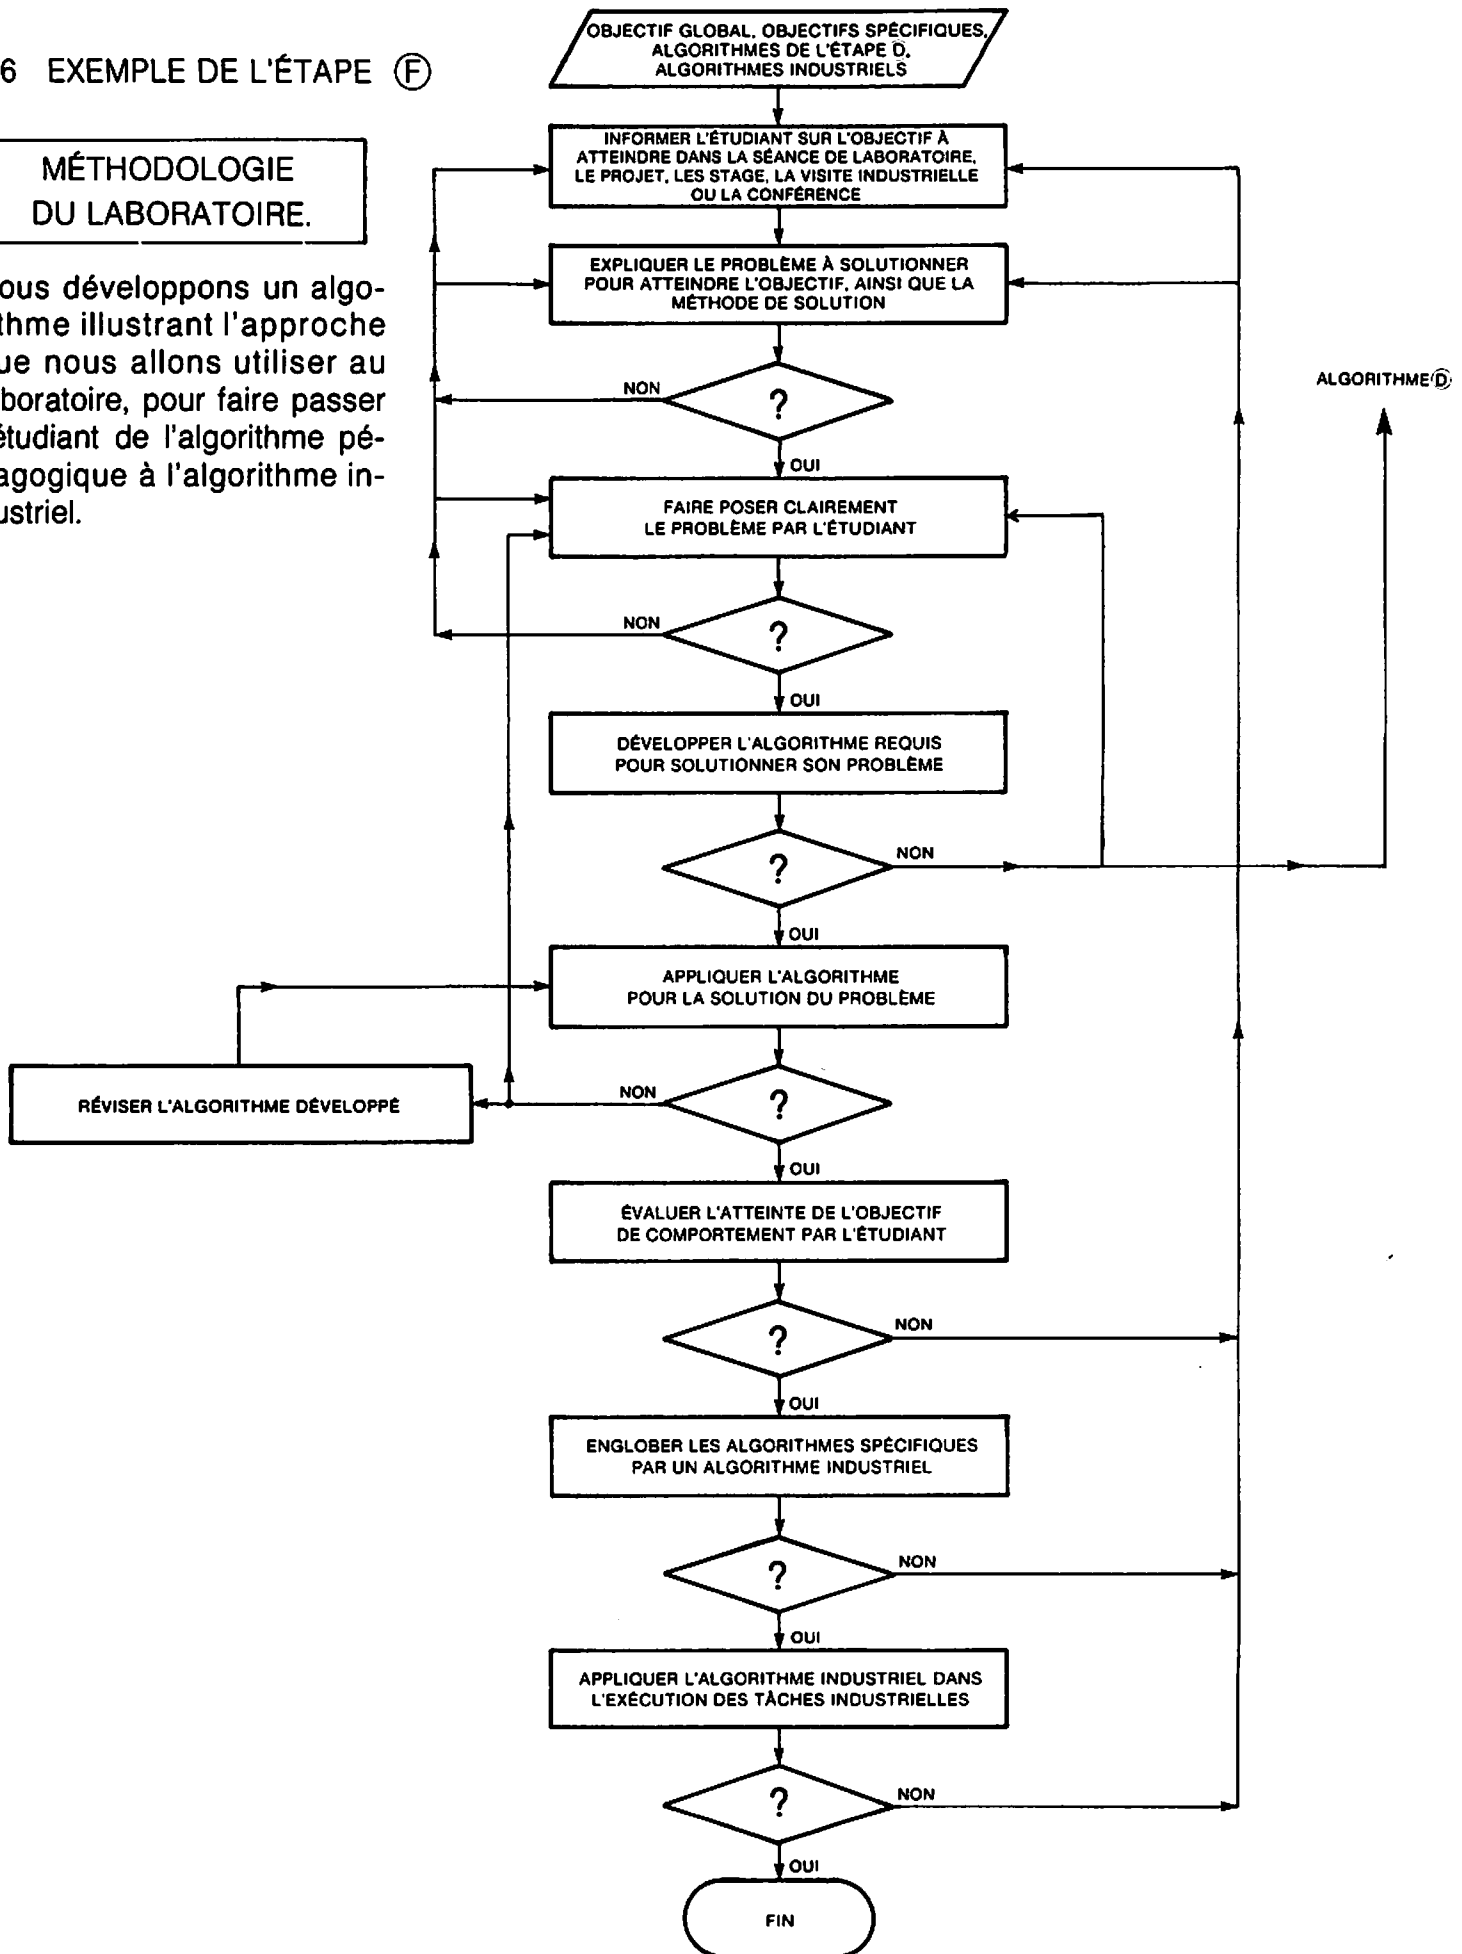 6 EXEMPLE DE L'ÉTAPE Ⓕ
MÉTHODOLOGIE
DU LABORATOIRE.
ous développons un algo-
ithme illustrant l'approche
ue nous allons utiliser au
boratoire, pour faire passer
étudiant de l'algorithme pé-
agogique à l'algorithme in-
ustriel.
OBJECTIF GLOBAL, OBJECTIFS SPÉCIFIQUES,
ALGORITHMES DE L'ÉTAPE D,
ALGORITHMES INDUSTRIELS
INFORMER L'ÉTUDIANT SUR L'OBJECTIF À
ATTEINDRE DANS LA SÉANCE DE LABORATOIRE,
LE PROJET, LES STAGE, LA VISITE INDUSTRIELLE
OU LA CONFÉRENCE
EXPLIQUER LE PROBLÈME À SOLUTIONNER
POUR ATTEINDRE L'OBJECTIF, AINSI QUE LA
MÉTHODE DE SOLUTION
NON
?
ALGORITHME Ⓓ
OUI
FAIRE POSER CLAIREMENT
LE PROBLÈME PAR L'ÉTUDIANT
NON
?
OUI
DÉVELOPPER L'ALGORITHME REQUIS
POUR SOLUTIONNER SON PROBLÈME
?
NON
OUI
APPLIQUER L'ALGORITHME
POUR LA SOLUTION DU PROBLÈME
RÉVISER L'ALGORITHME DÉVELOPPÉ
NON
?
OUI
ÉVALUER L'ATTEINTE DE L'OBJECTIF
DE COMPORTEMENT PAR L'ÉTUDIANT
?
NON
OUI
ENGLOBER LES ALGORITHMES SPÉCIFIQUES
PAR UN ALGORITHME INDUSTRIEL
?
NON
OUI
APPLIQUER L'ALGORITHME INDUSTRIEL DANS
L'EXÉCUTION DES TÂCHES INDUSTRIELLES
?
NON
OUI
FIN